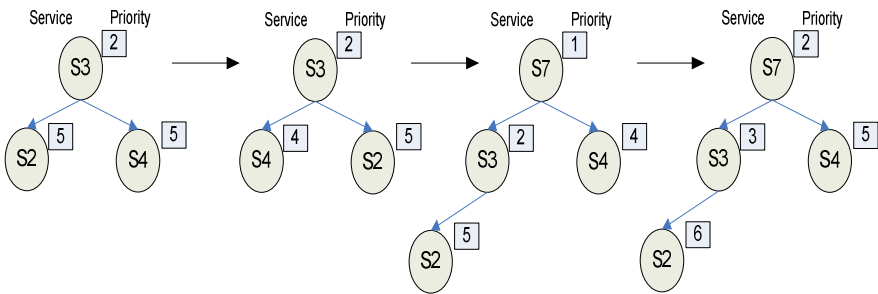 Service Priority
S3 2
S2 5 S4 5
Service Priority
S3 2
S4 4 S2 5
Service Priority
S7 1
S3 2 S4 4
S2 5
Service Priority
S7 2
S3 3 S4 5
S2 6